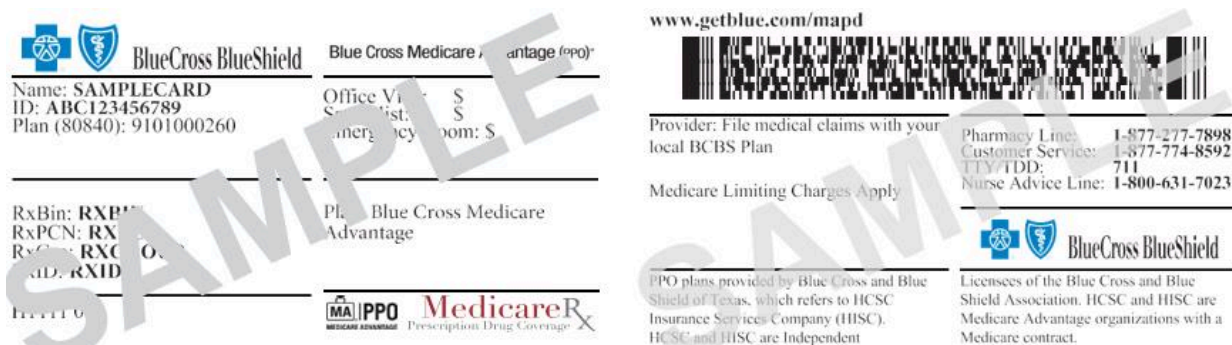 BlueCross BlueShield
Blue Cross Medicare (PPO)
Name: SAMPLECARD
ID: ABC123456789
Plan (80840): 9101000260
Office
$
$
Room: $
RxBin:
RxPCN:
Blue Cross Medicare
Advantage
MA PPO
MEDICARE ADVANTAGE
MedicareRx
Prescription Drug Coverage
SAMPLE
www.getblue.com/mapd
Provider: File medical claims with your
local BCBS Plan
Medicare Limiting Charges Apply
Pharmacy Line: 1-877-277-7898
Customer Service: 1-877-774-8592
TTY/TDD: 711
Nurse Advice Line: 1-800-631-7023
BlueCross BlueShield
PPO plans provided by Blue Cross and Blue
Shield of Texas, which refers to HCSC
Insurance Services Company (HISC).
HCSC and HISC are Independent
Licensees of the Blue Cross and Blue
Shield Association. HCSC and HISC are
Medicare Advantage organizations with a
Medicare contract.
SAMPLE